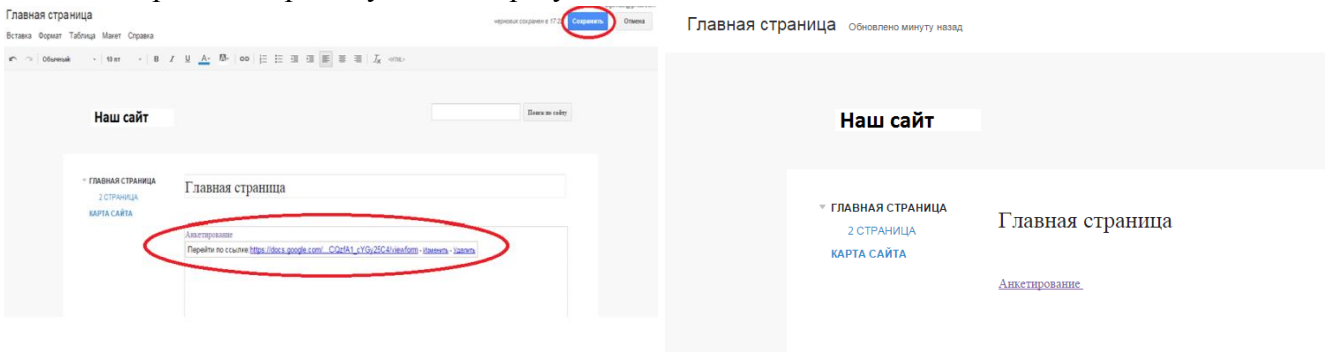 Главная страница
черновик сохранен в 17:2
Сохранить
Отмена
Вставка Формат Таблица Макет Справка
Обычный
10 пт
B I U A
<HTML>
Наш сайт
Поиск по сайту
ГЛАВНАЯ СТРАНИЦА
2 СТРАНИЦА
КАРТА САЙТА
Главная страница
Анкетирование
Перейти по ссылке:https://docs.google.com/...CQzfA1_cYGy25C4/viewform - Изменить - Удалить
Главная страница Обновлено минуту назад
Наш сайт
ГЛАВНАЯ СТРАНИЦА
2 СТРАНИЦА
КАРТА САЙТА
Главная страница
Анкетирование